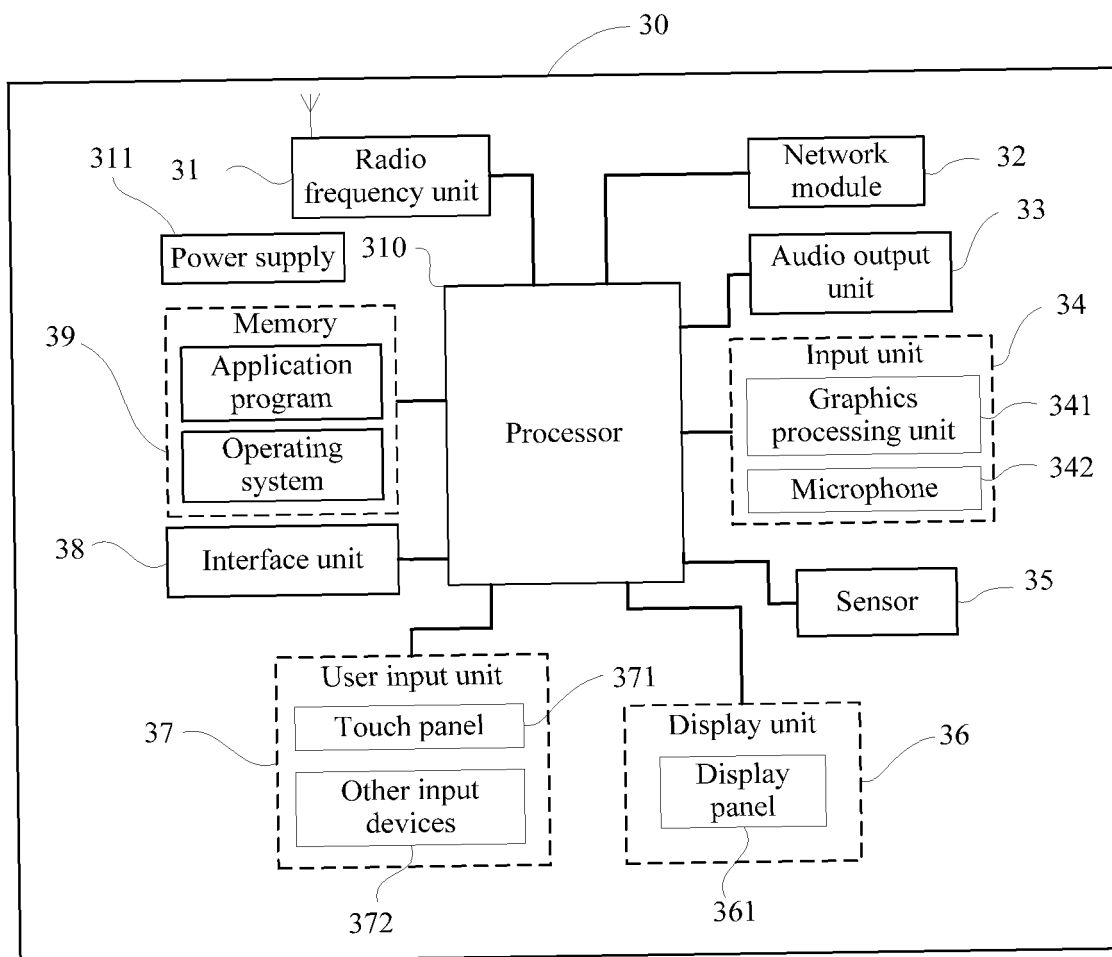 30
311
31
Radio
frequency unit
Network
module
32
33
Power supply
310
Audio output
unit
39
Memory
Application
program
Operating
system
Processor
34
Input unit
Graphics
processing unit
341
Microphone
342
38
Interface unit
Sensor
35
User input unit
371
37
Touch panel
Other input
devices
372
Display unit
36
Display
panel
361